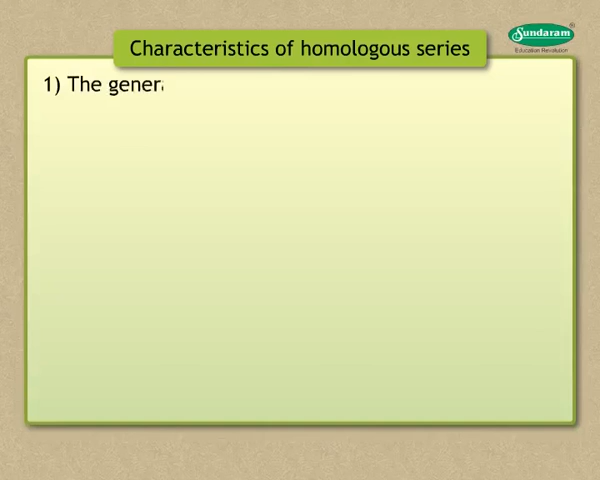 Characteristics of homologous series
Sundaram
®
Education Revolution
1) The gener